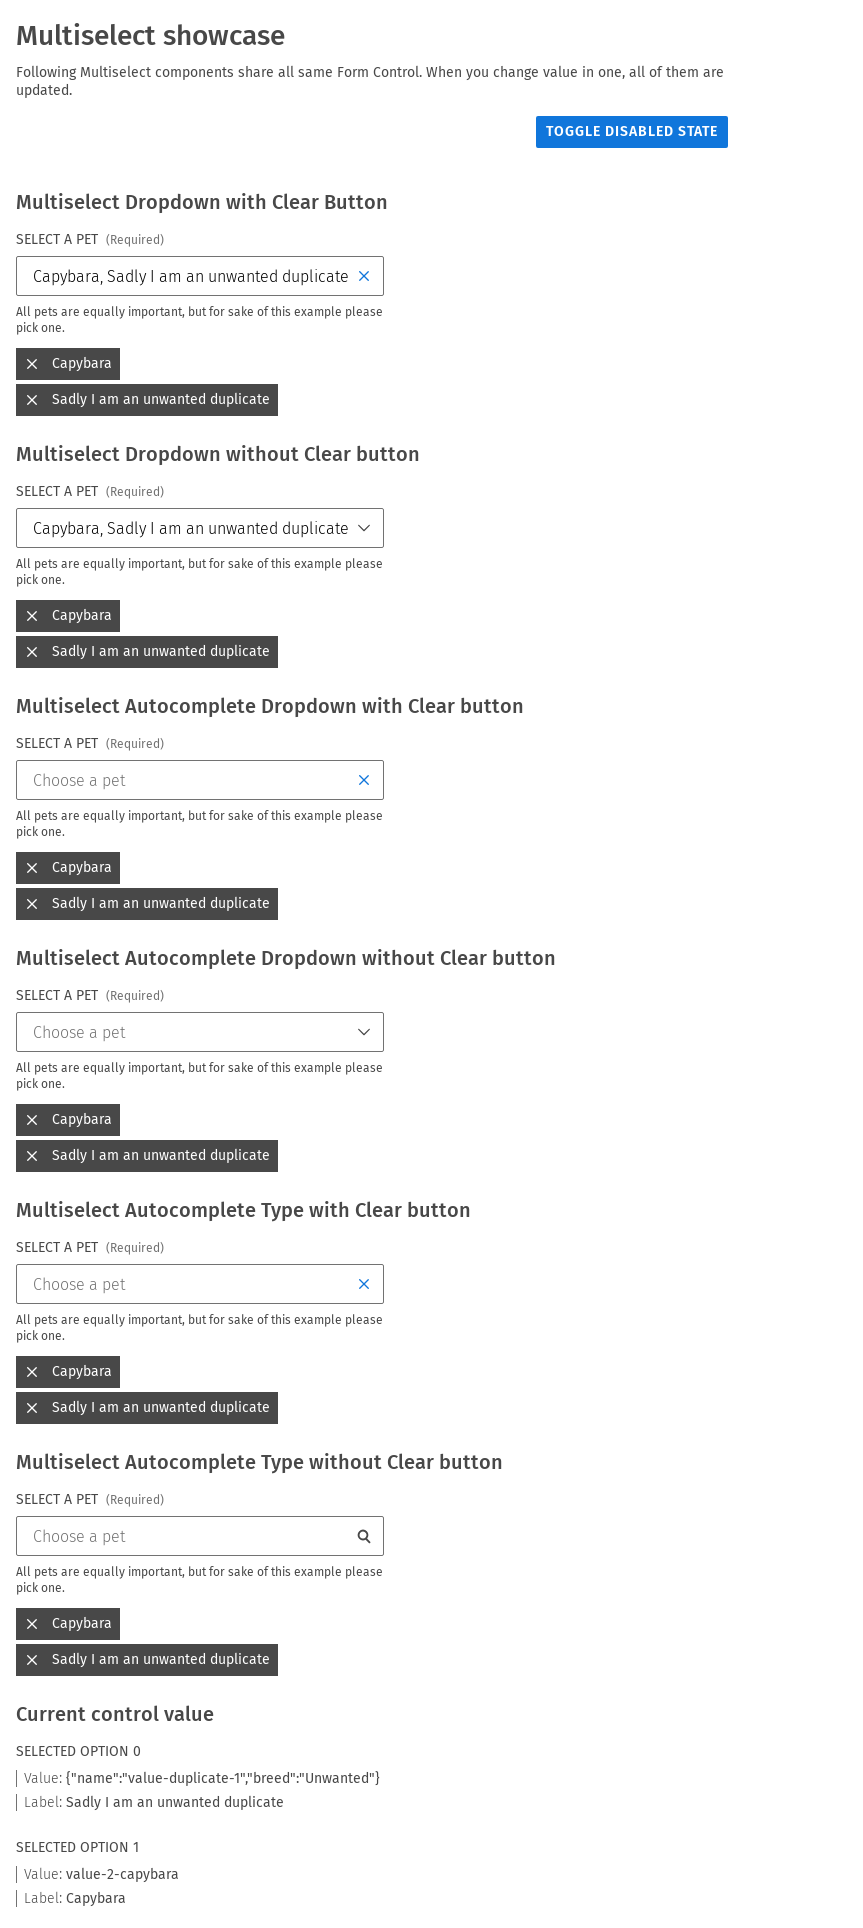 Multiselect showcase
Following Multiselect components share all same Form Control. When you change value in one, all of them are
updated.
TOGGLE DISABLED STATE
Multiselect Dropdown with Clear Button
SELECT A PET (Required)
Capybara, Sadly I am an unwanted duplicate
All pets are equally important, but for sake of this example please
pick one.
Capybara
Sadly I am an unwanted duplicate
Multiselect Dropdown without Clear button
SELECT A PET (Required)
Capybara, Sadly I am an unwanted duplicate
All pets are equally important, but for sake of this example please
pick one.
Capybara
Sadly I am an unwanted duplicate
Multiselect Autocomplete Dropdown with Clear button
SELECT A PET (Required)
Choose a pet
All pets are equally important, but for sake of this example please
pick one.
Capybara
Sadly I am an unwanted duplicate
Multiselect Autocomplete Dropdown without Clear button
SELECT A PET (Required)
Choose a pet
All pets are equally important, but for sake of this example please
pick one.
Capybara
Sadly I am an unwanted duplicate
Multiselect Autocomplete Type with Clear button
SELECT A PET (Required)
Choose a pet
All pets are equally important, but for sake of this example please
pick one.
Capybara
Sadly I am an unwanted duplicate
Multiselect Autocomplete Type without Clear button
SELECT A PET (Required)
Choose a pet
All pets are equally important, but for sake of this example please
pick one.
Capybara
Sadly I am an unwanted duplicate
Current control value
SELECTED OPTION 0
Value: {"name":"value-duplicate-1","breed":"Unwanted"}
Label: Sadly I am an unwanted duplicate
SELECTED OPTION 1
Value: value-2-capybara
Label: Capybara